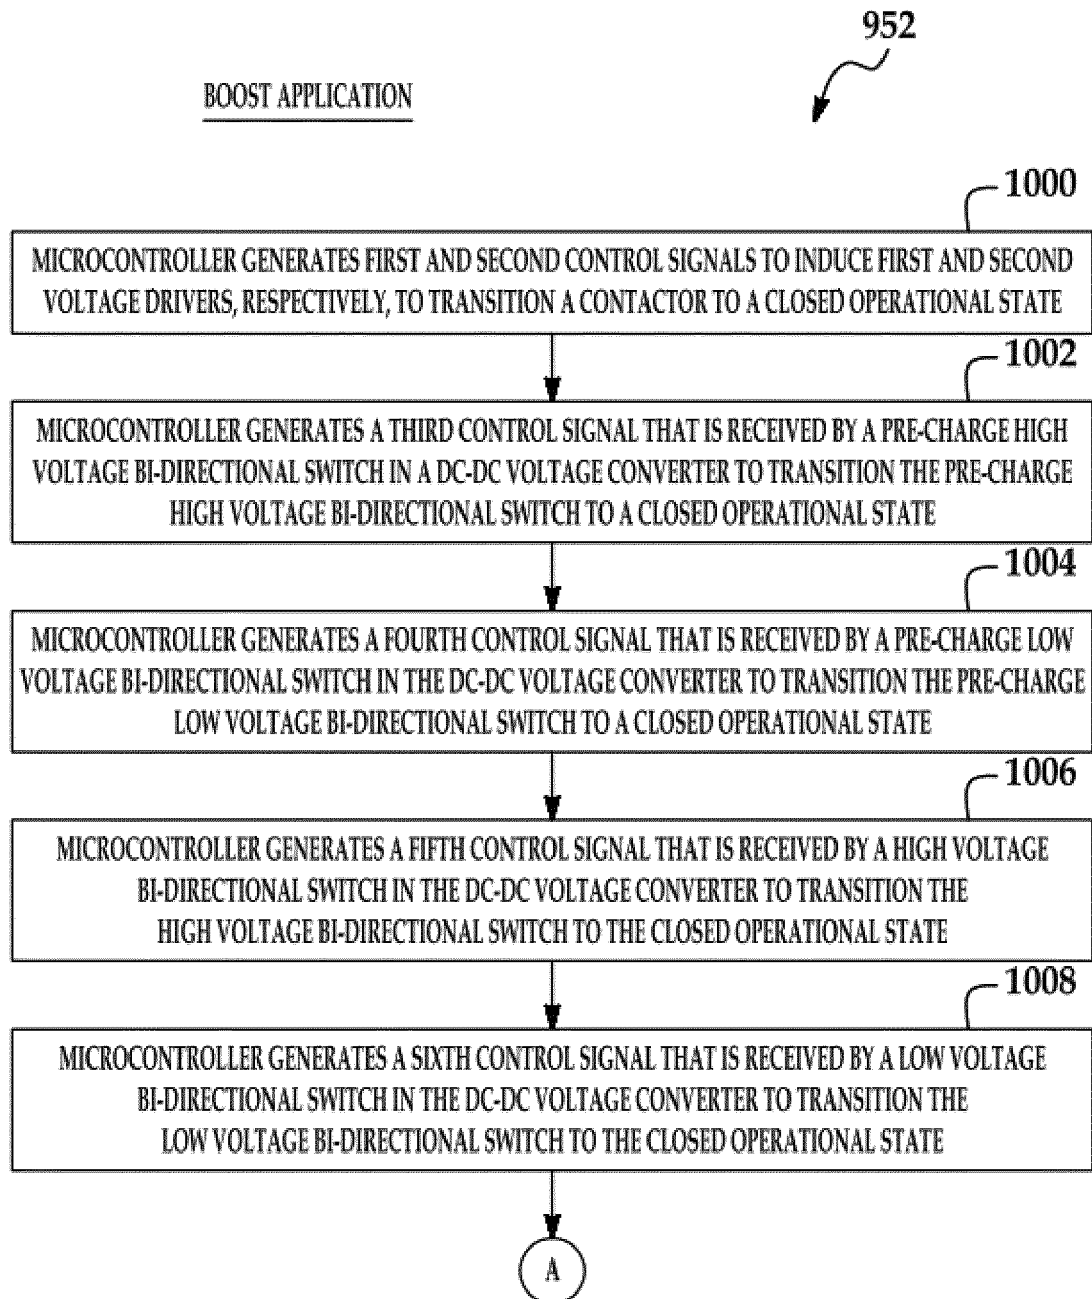 952
BOOST APPLICATION
1000
MICROCONTROLLER GENERATES FIRST AND SECOND CONTROL SIGNALS TO INDUCE FIRST AND SECOND
VOLTAGE DRIVERS, RESPECTIVELY, TO TRANSITION A CONTACTOR TO A CLOSED OPERATIONAL STATE
1002
MICROCONTROLLER GENERATES A THIRD CONTROL SIGNAL THAT IS RECEIVED BY A PRE-CHARGE HIGH
VOLTAGE BI-DIRECTIONAL SWITCH IN A DC-DC VOLTAGE CONVERTER TO TRANSITION THE PRE-CHARGE
HIGH VOLTAGE BI-DIRECTIONAL SWITCH TO A CLOSED OPERATIONAL STATE
1004
MICROCONTROLLER GENERATES A FOURTH CONTROL SIGNAL THAT IS RECEIVED BY A PRE-CHARGE LOW
VOLTAGE BI-DIRECTIONAL SWITCH IN THE DC-DC VOLTAGE CONVERTER TO TRANSITION THE PRE-CHARGE
LOW VOLTAGE BI-DIRECTIONAL SWITCH TO A CLOSED OPERATIONAL STATE
1006
MICROCONTROLLER GENERATES A FIFTH CONTROL SIGNAL THAT IS RECEIVED BY A HIGH VOLTAGE
BI-DIRECTIONAL SWITCH IN THE DC-DC VOLTAGE CONVERTER TO TRANSITION THE
HIGH VOLTAGE BI-DIRECTIONAL SWITCH TO THE CLOSED OPERATIONAL STATE
1008
MICROCONTROLLER GENERATES A SIXTH CONTROL SIGNAL THAT IS RECEIVED BY A LOW VOLTAGE
BI-DIRECTIONAL SWITCH IN THE DC-DC VOLTAGE CONVERTER TO TRANSITION THE
LOW VOLTAGE BI-DIRECTIONAL SWITCH TO THE CLOSED OPERATIONAL STATE
A